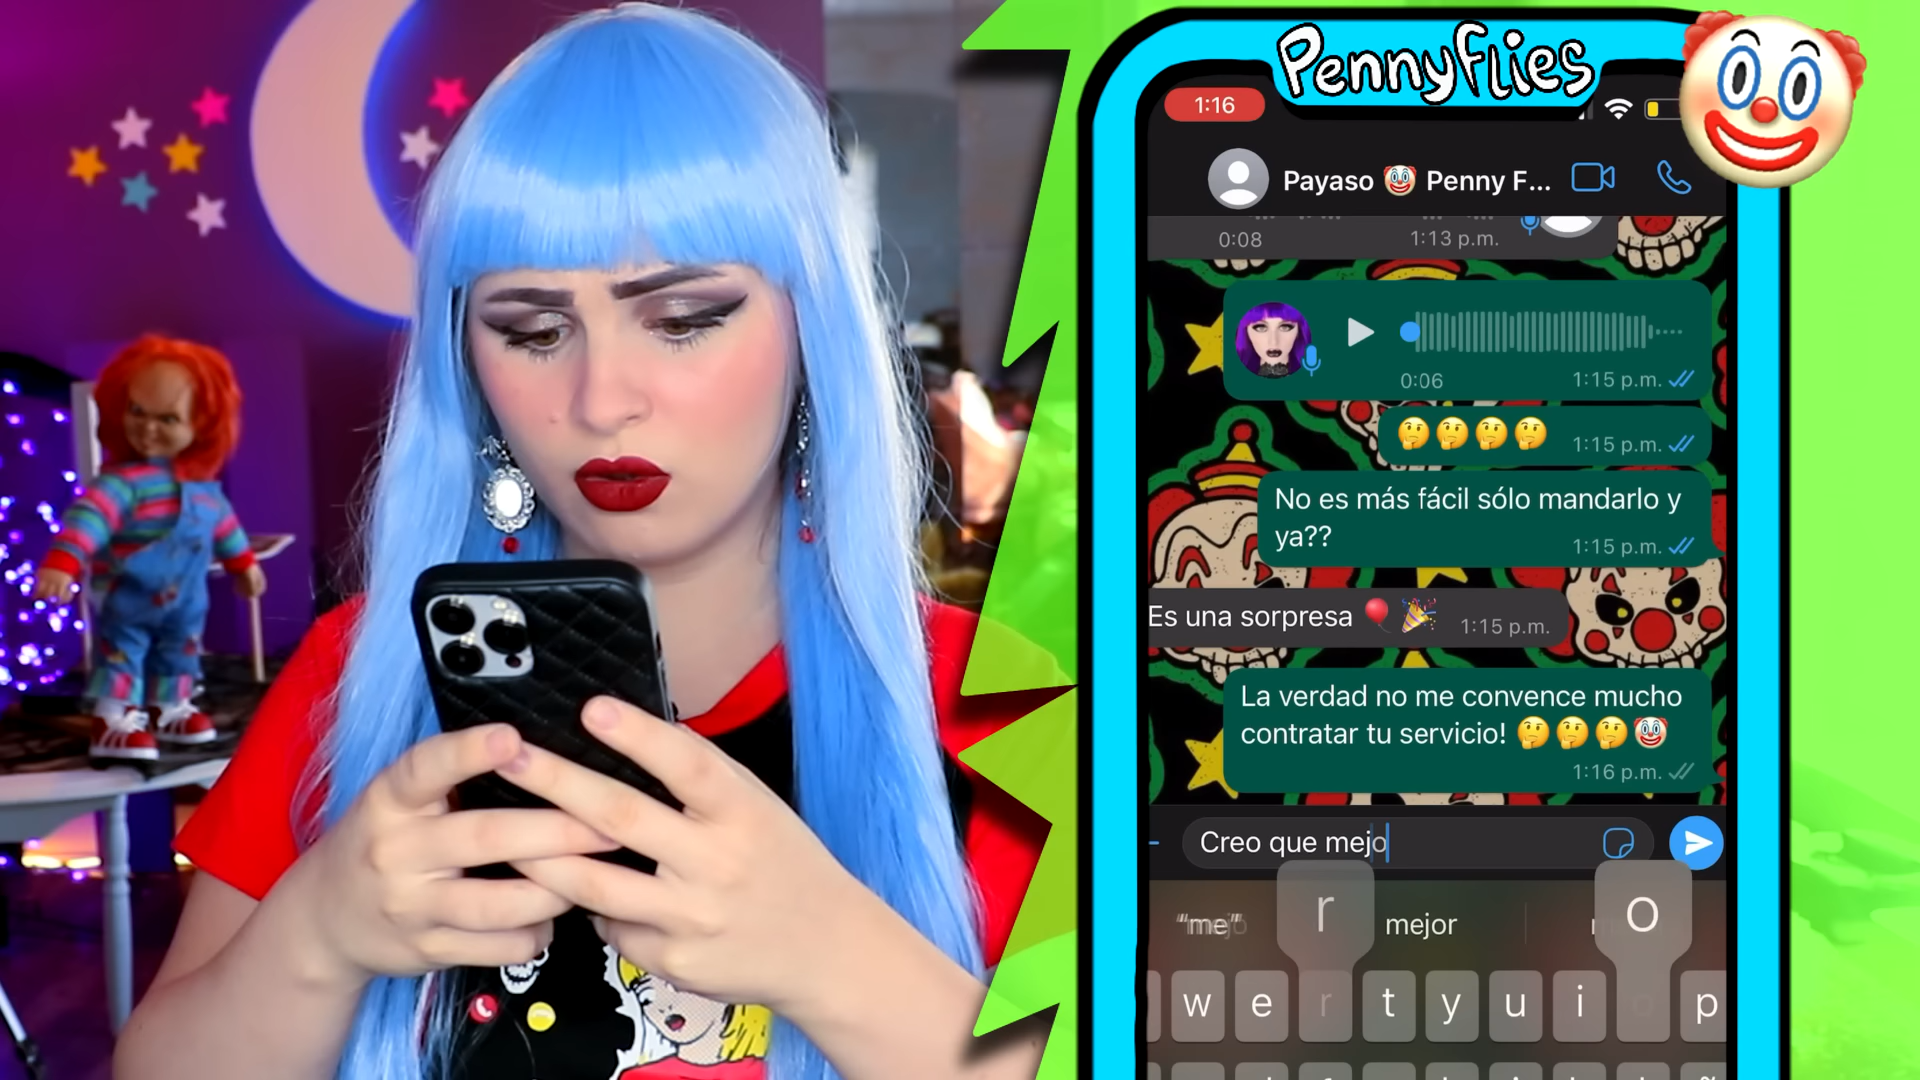 PennyFlies
1:16
Payaso 🤡 Penny F...
0:08
1:13 p.m.
0:06
1:15 p.m.
🤔🤔🤔🤔 1:15 p.m.
No es más fácil sólo mandarlo y
ya??
1:15 p.m.
Es una sorpresa 🎈 🎉 1:15 p.m.
La verdad no me convence mucho
contratar tu servicio! 🤔🤔🤔🤡
1:16 p.m.
Creo que mejo
r
o
mejor
w e r t y u i p